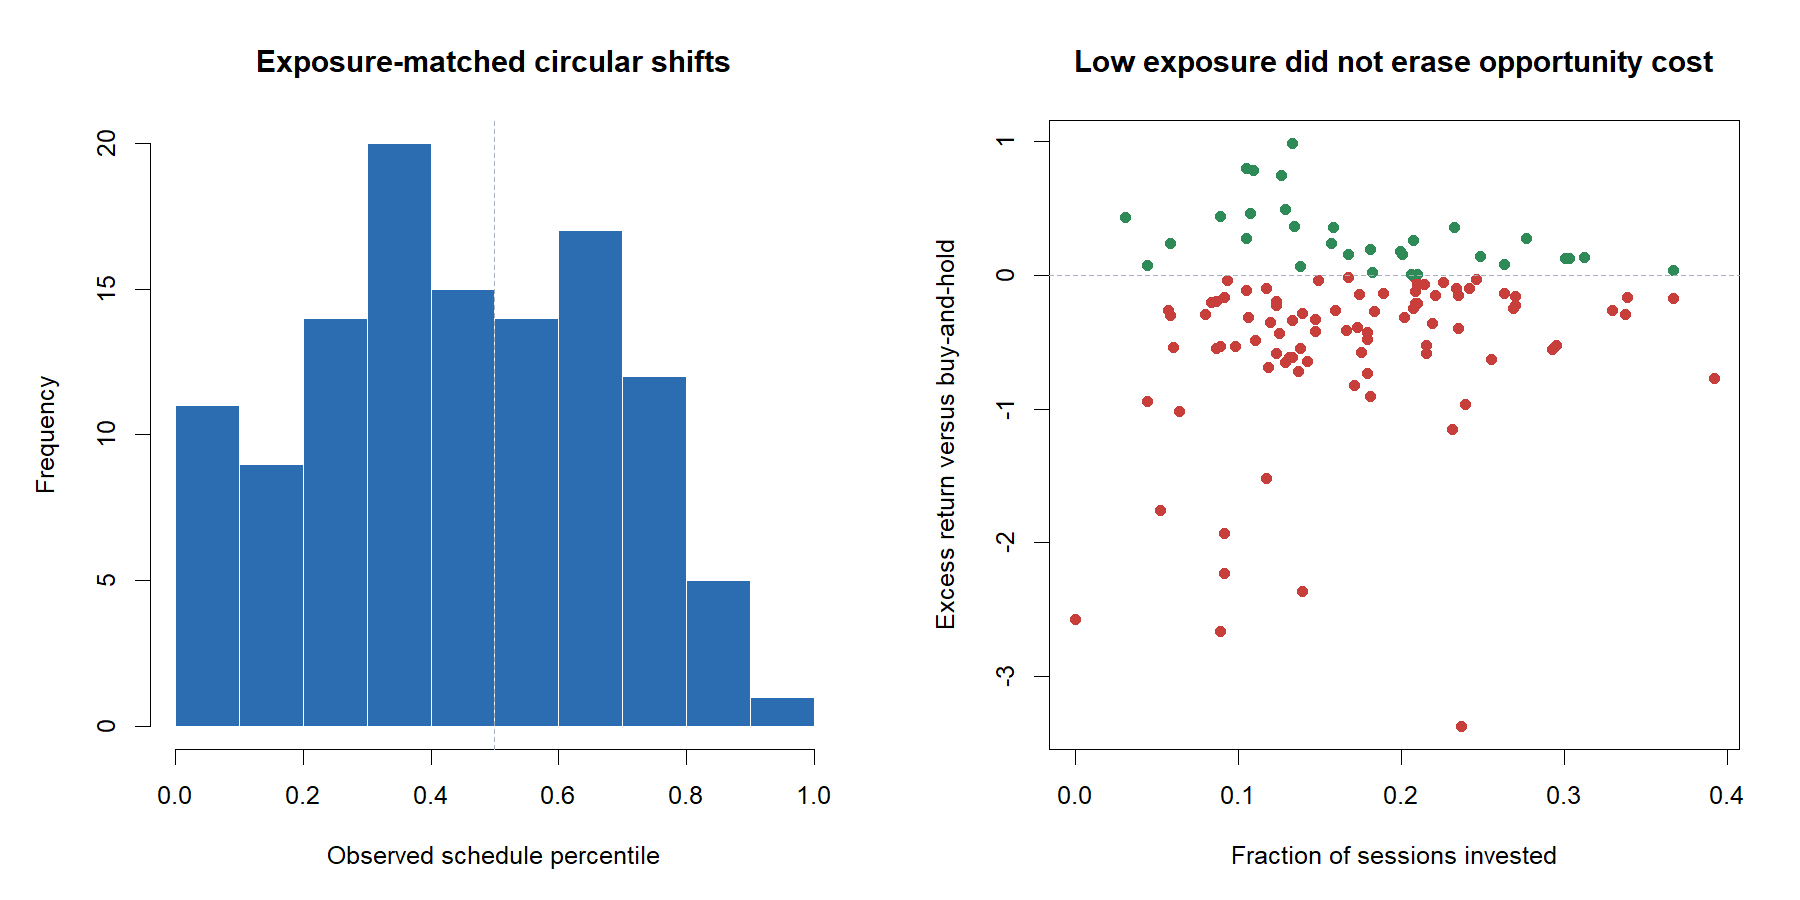 Exposure-matched circular shifts
Frequency
20
15
10
5
0
0.0 0.2 0.4 0.6 0.8 1.0
Observed schedule percentile
Low exposure did not erase opportunity cost
Excess return versus buy-and-hold
1
0
-1
-2
-3
0.0 0.1 0.2 0.3 0.4
Fraction of sessions invested